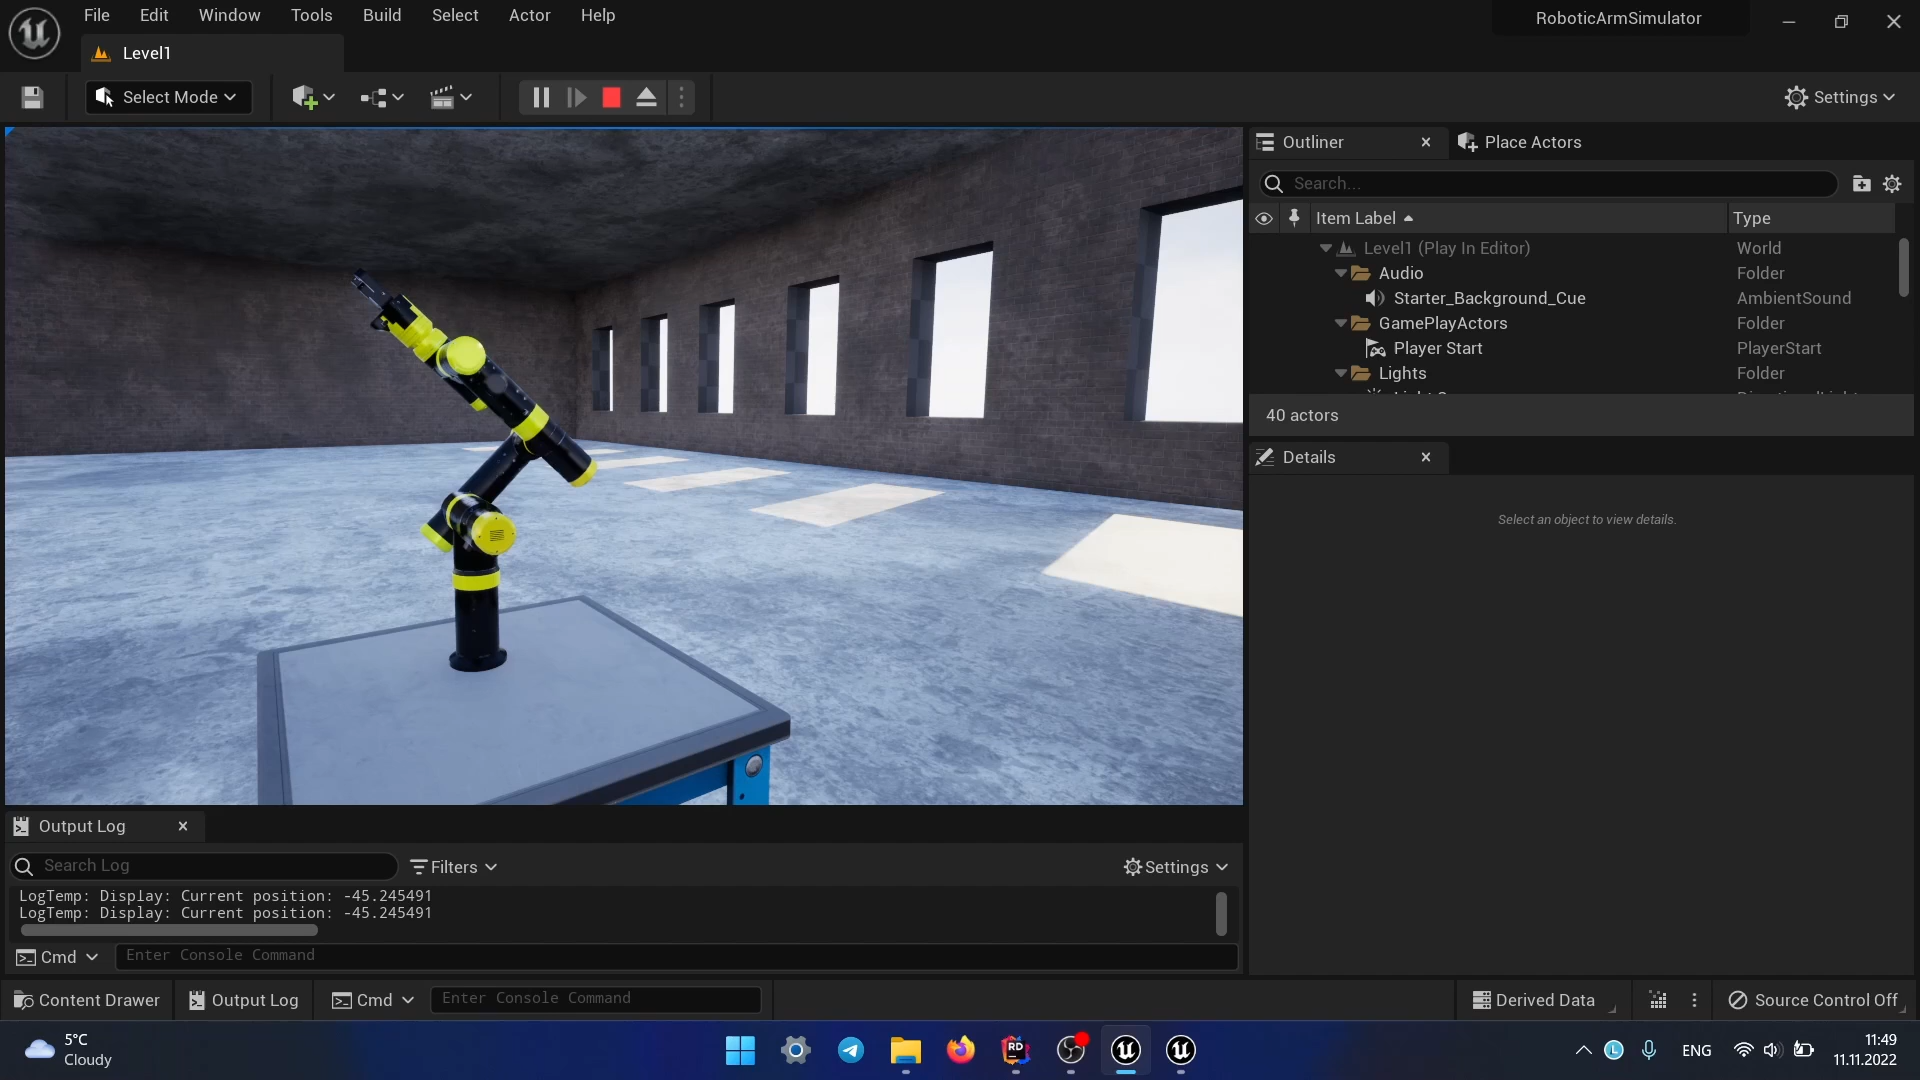 File Edit Window Tools Build Select Actor Help
RoboticArmSimulator
Level1
Select Mode
Settings
Outliner
Place Actors
Search...
Item Label
Type
Level1 (Play In Editor) World
Audio Folder
Starter_Background_Cue AmbientSound
GamePlayActors Folder
Player Start PlayerStart
Lights Folder
40 actors
Details
Select an object to view details.
Output Log
Search Log
Filters
Settings
LogTemp: Display: Current position: -45.245491
LogTemp: Display: Current position: -45.245491
Cmd
Enter Console Command
Content Drawer
Output Log
Cmd
Enter Console Command
Derived Data
Source Control Off
5°C
Cloudy
RD
L
ENG
11:49
11.11.2022